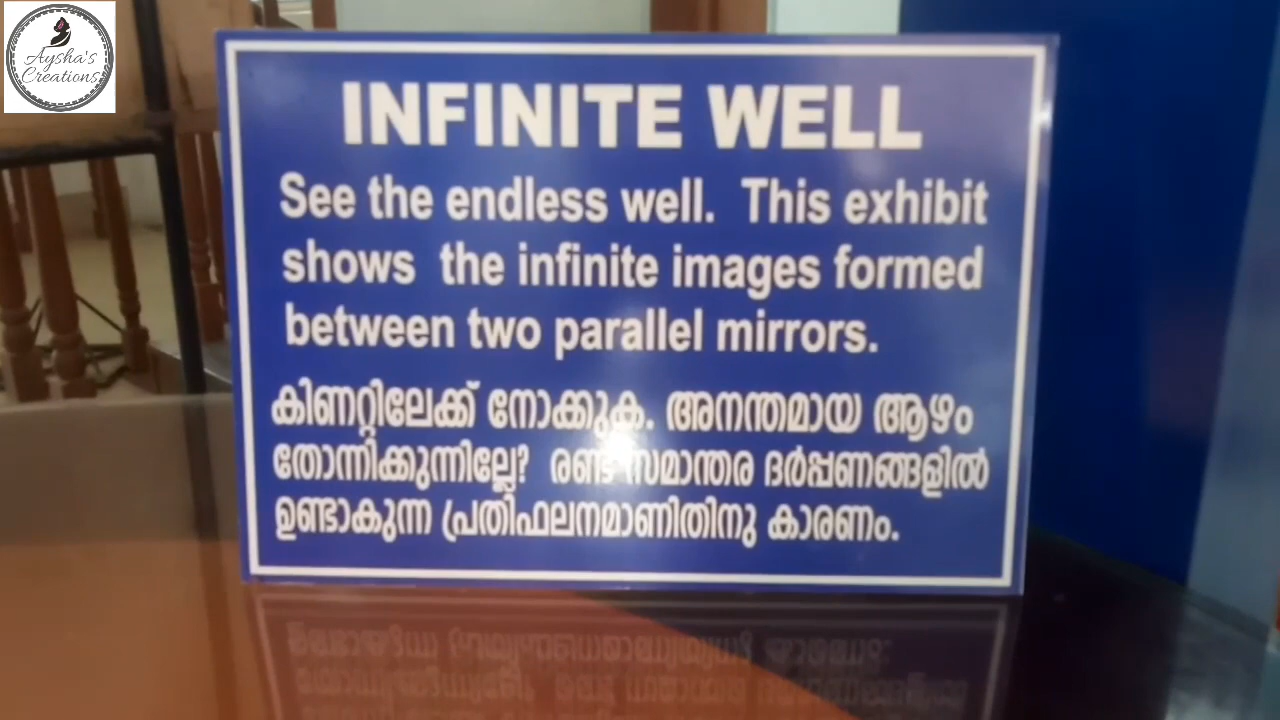 Aysha's
Creations
INFINITE WELL
See the endless well. This exhibit
shows the infinite images formed
between two parallel mirrors.
കിണറ്റിലേക്ക് നോക്കുക. അനന്തമായ ആഴം
തോന്നിക്കുന്നില്ലേ? രണ്ട് സമാന്തര ദർപ്പണങ്ങളിൽ
ഉണ്ടാകുന്ന പ്രതിഫലനമാണിതിനു കാരണം.